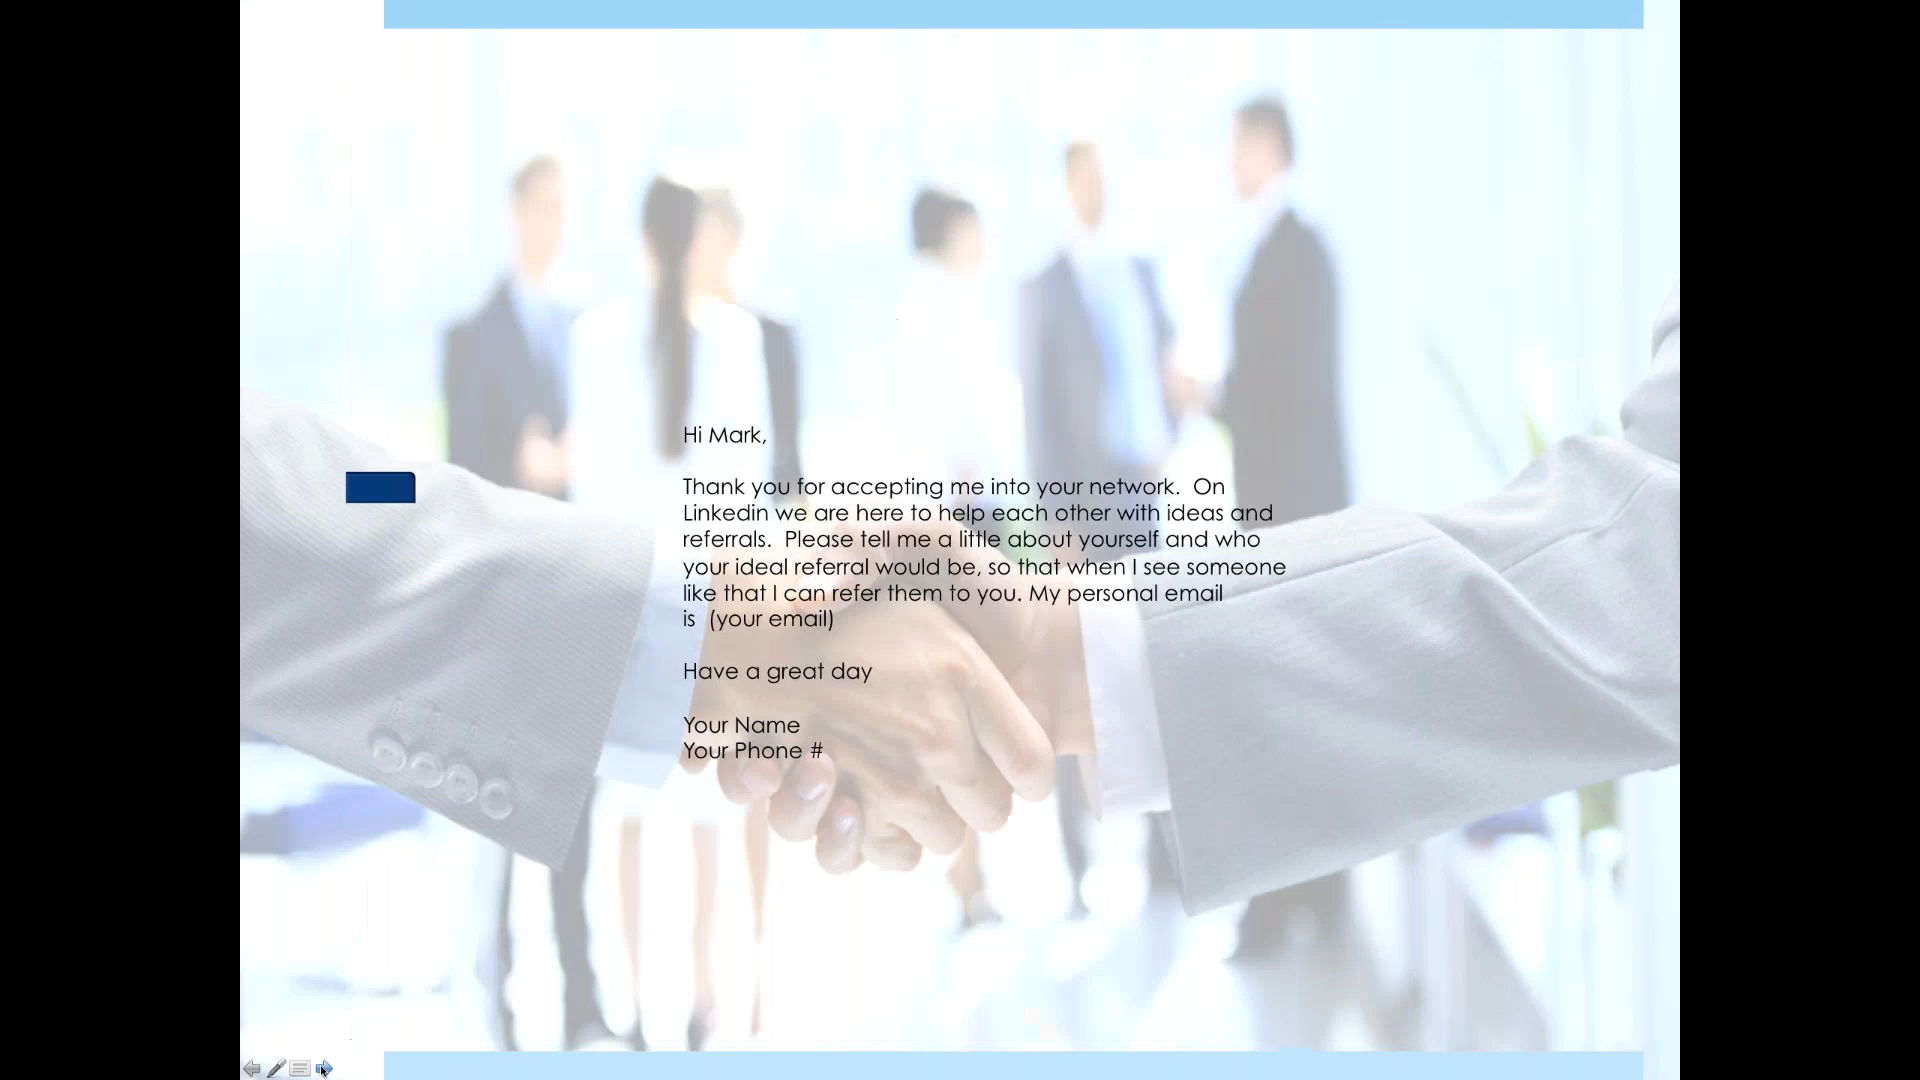 Hi Mark,
Thank you for accepting me into your network.  On
Linkedin we are here to help each other with ideas and
referrals.  Please tell me a little about yourself and who
your ideal referral would be, so that when I see someone
like that I can refer them to you. My personal email
is  (your email)
Have a great day
Your Name
Your Phone #